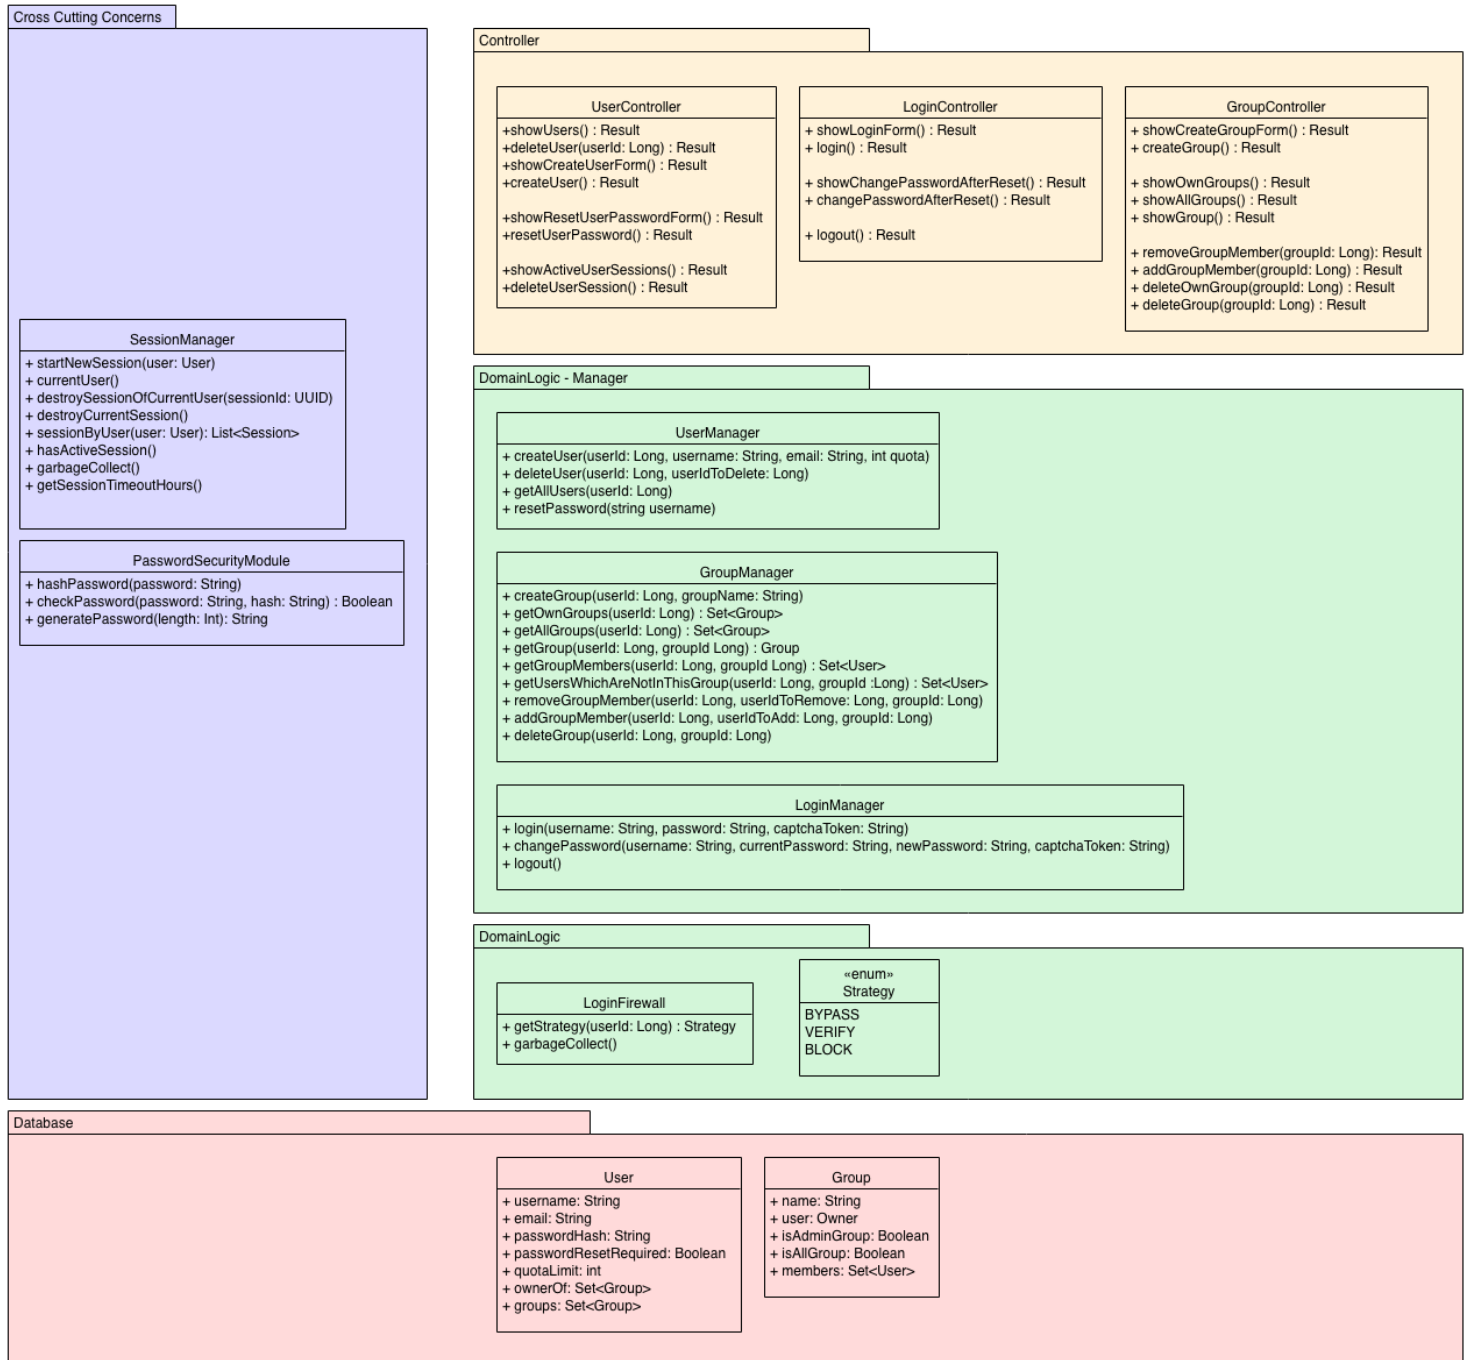 Cross Cutting Concerns
SessionManager
+ startNewSession(user: User)
+ currentUser()
+ destroySessionOfCurrentUser(sessionId: UUID)
+ destroyCurrentSession()
+ sessionByUser(user: User): List<Session>
+ hasActiveSession()
+ garbageCollect()
+ getSessionTimeoutHours()
PasswordSecurityModule
+ hashPassword(password: String)
+ checkPassword(password: String, hash: String) : Boolean
+ generatePassword(length: Int): String
Controller
UserController
+showUsers() : Result
+deleteUser(userId: Long) : Result
+showCreateUserForm() : Result
+createUser() : Result
+showResetUserPasswordForm() : Result
+resetUserPassword() : Result
+showActiveUserSessions() : Result
+deleteUserSession() : Result
LoginController
+ showLoginForm() : Result
+ login() : Result
+ showChangePasswordAfterReset() : Result
+ changePasswordAfterReset() : Result
+ logout() : Result
GroupController
+ showCreateGroupForm() : Result
+ createGroup() : Result
+ showOwnGroups() : Result
+ showAllGroups() : Result
+ showGroup() : Result
+ removeGroupMember(groupId: Long): Result
+ addGroupMember(groupId: Long) : Result
+ deleteOwnGroup(groupId: Long) : Result
+ deleteGroup(groupId: Long) : Result
DomainLogic - Manager
UserManager
+ createUser(userId: Long, username: String, email: String, int quota)
+ deleteUser(userId: Long, userIdToDelete: Long)
+ getAllUsers(userId: Long)
+ resetPassword(string username)
GroupManager
+ createGroup(userId: Long, groupName: String)
+ getOwnGroups(userId: Long) : Set<Group>
+ getAllGroups(userId: Long) : Set<Group>
+ getGroup(userId: Long, groupId Long) : Group
+ getGroupMembers(userId: Long, groupId Long) : Set<User>
+ getUsersWhichAreNotInThisGroup(userId: Long, groupId :Long) : Set<User>
+ removeGroupMember(userId: Long, userIdToRemove: Long, groupId: Long)
+ addGroupMember(userId: Long, userIdToAdd: Long, groupId: Long)
+ deleteGroup(userId: Long, groupId: Long)
LoginManager
+ login(username: String, password: String, captchaToken: String)
+ changePassword(username: String, currentPassword: String, newPassword: String, captchaToken: String)
+ logout()
DomainLogic
LoginFirewall
+ getStrategy(userId: Long) : Strategy
+ garbageCollect()
«enum»
Strategy
BYPASS
VERIFY
BLOCK
Database
User
+ username: String
+ email: String
+ passwordHash: String
+ passwordResetRequired: Boolean
+ quotaLimit: int
+ ownerOf: Set<Group>
+ groups: Set<Group>
Group
+ name: String
+ user: Owner
+ isAdminGroup: Boolean
+ isAllGroup: Boolean
+ members: Set<User>